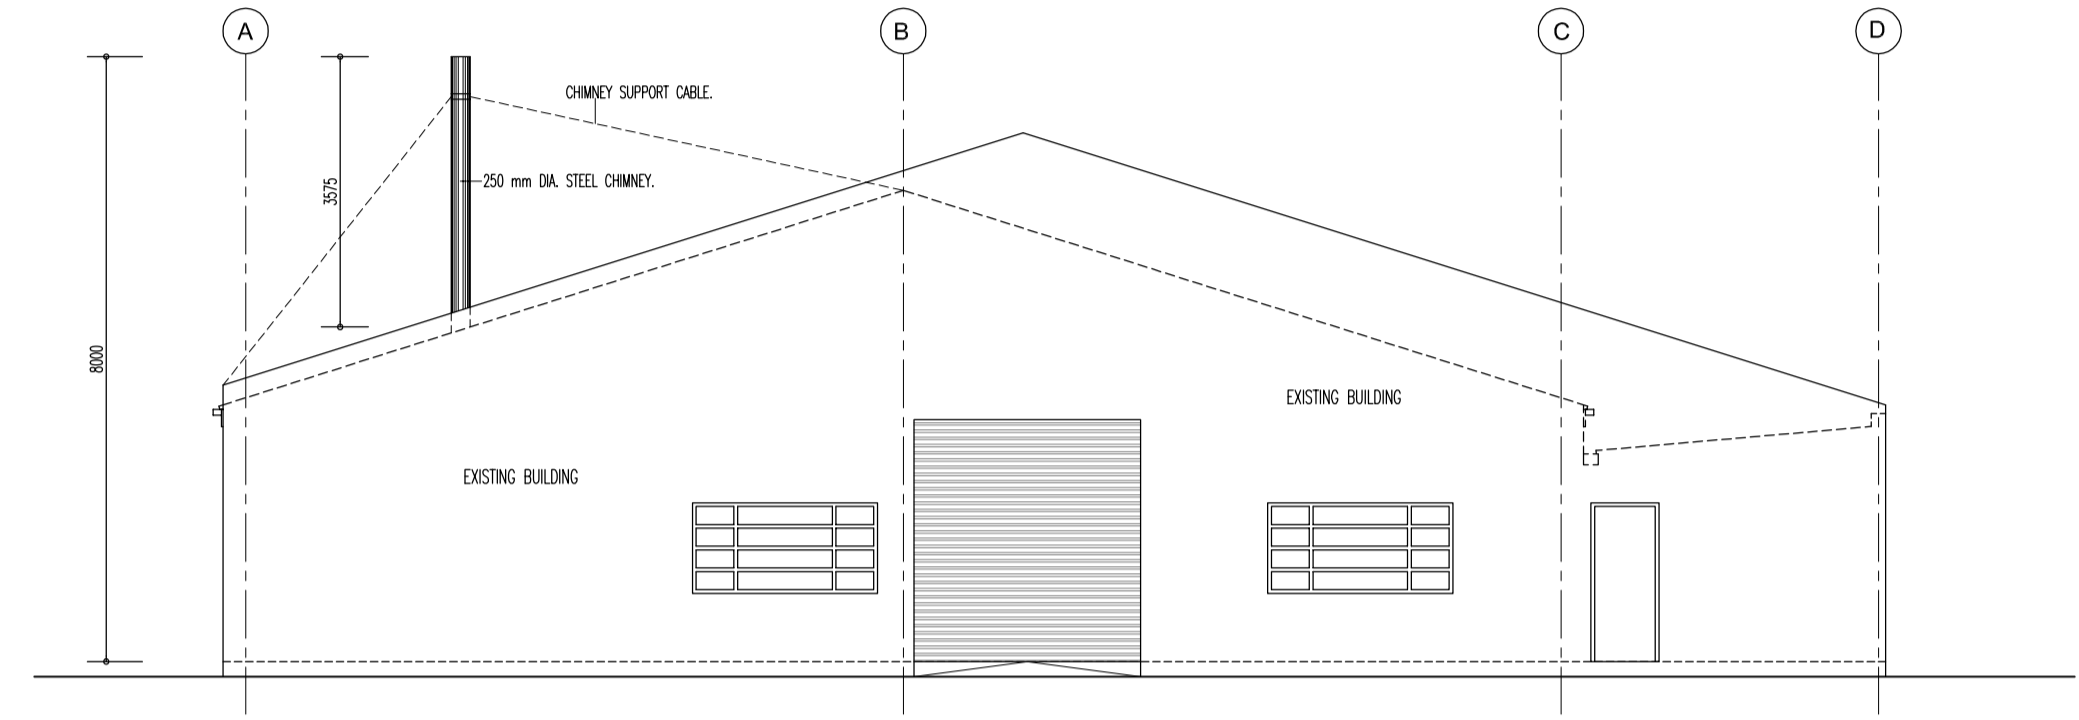 A
B
C
D
CHIMNEY SUPPORT CABLE.
250 mm DIA. STEEL CHIMNEY.
3575
8000
EXISTING BUILDING
EXISTING BUILDING